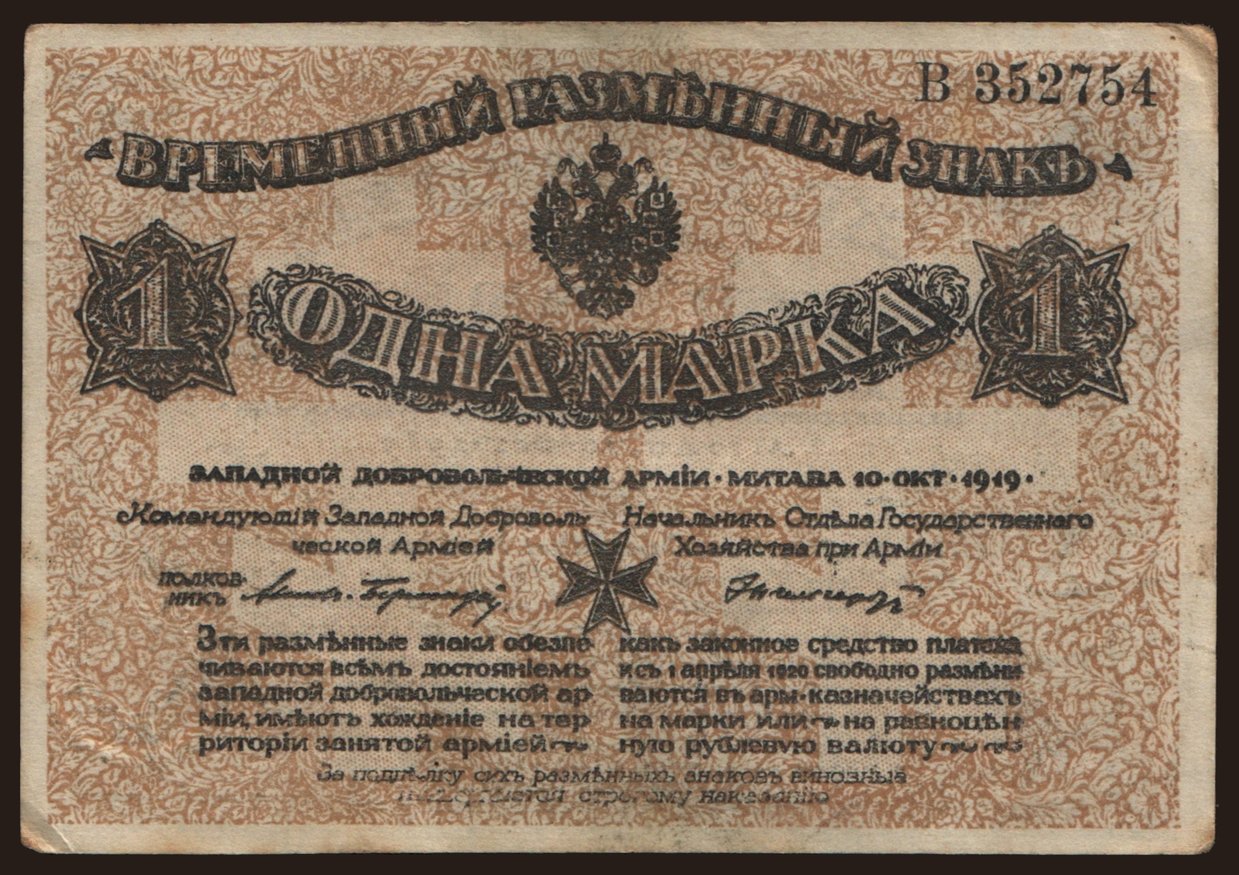 В 352754
ВРЕМЕННЫЙ РАЗМѢННЫЙ ЗНАКЪ
1 ОДНА МАРКА 1
ЗАПАДНОЙ ДОБРОВОЛЬЧЕСКОЙ АРМІИ · МИТАВА 10 · ОКТ · 1919 ·
Командующій Западной Доброволь
ческой Арміей
ПОЛКОВ-
НИКЪ
Начальникъ Отдѣла Государственнаго
Хозяйства при Арміи
Эти размѣнные знаки обезпе
чиваются всѣмъ достояніемъ
западной добровольческой ар
міи, имѣютъ хожденіе на тер
риторіи занятой арміей
какъ законное средство платежа
и съ 1 апрѣля 1920 свободно размѣни
ваются въ арм · казначействахъ
на марки или на равноцѣн
ную рублевую валюту
За поддѣлку сихъ размѣнныхъ знаковъ виновные
строгому наказанію